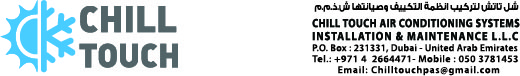 CHILL
TOUCH
شل تاتش لتركيب انظمة التكييف وصيانتها ش.ذ.م.م
CHILL TOUCH AIR CONDITIONING SYSTEMS
INSTALLATION & MAINTENANCE L.L.C
P.O. Box : 231331, Dubai - United Arab Emirates
Tel.: +971 4 2664471- Mobile : 050 3781453
Email: Chilltouchpas@gmail.com